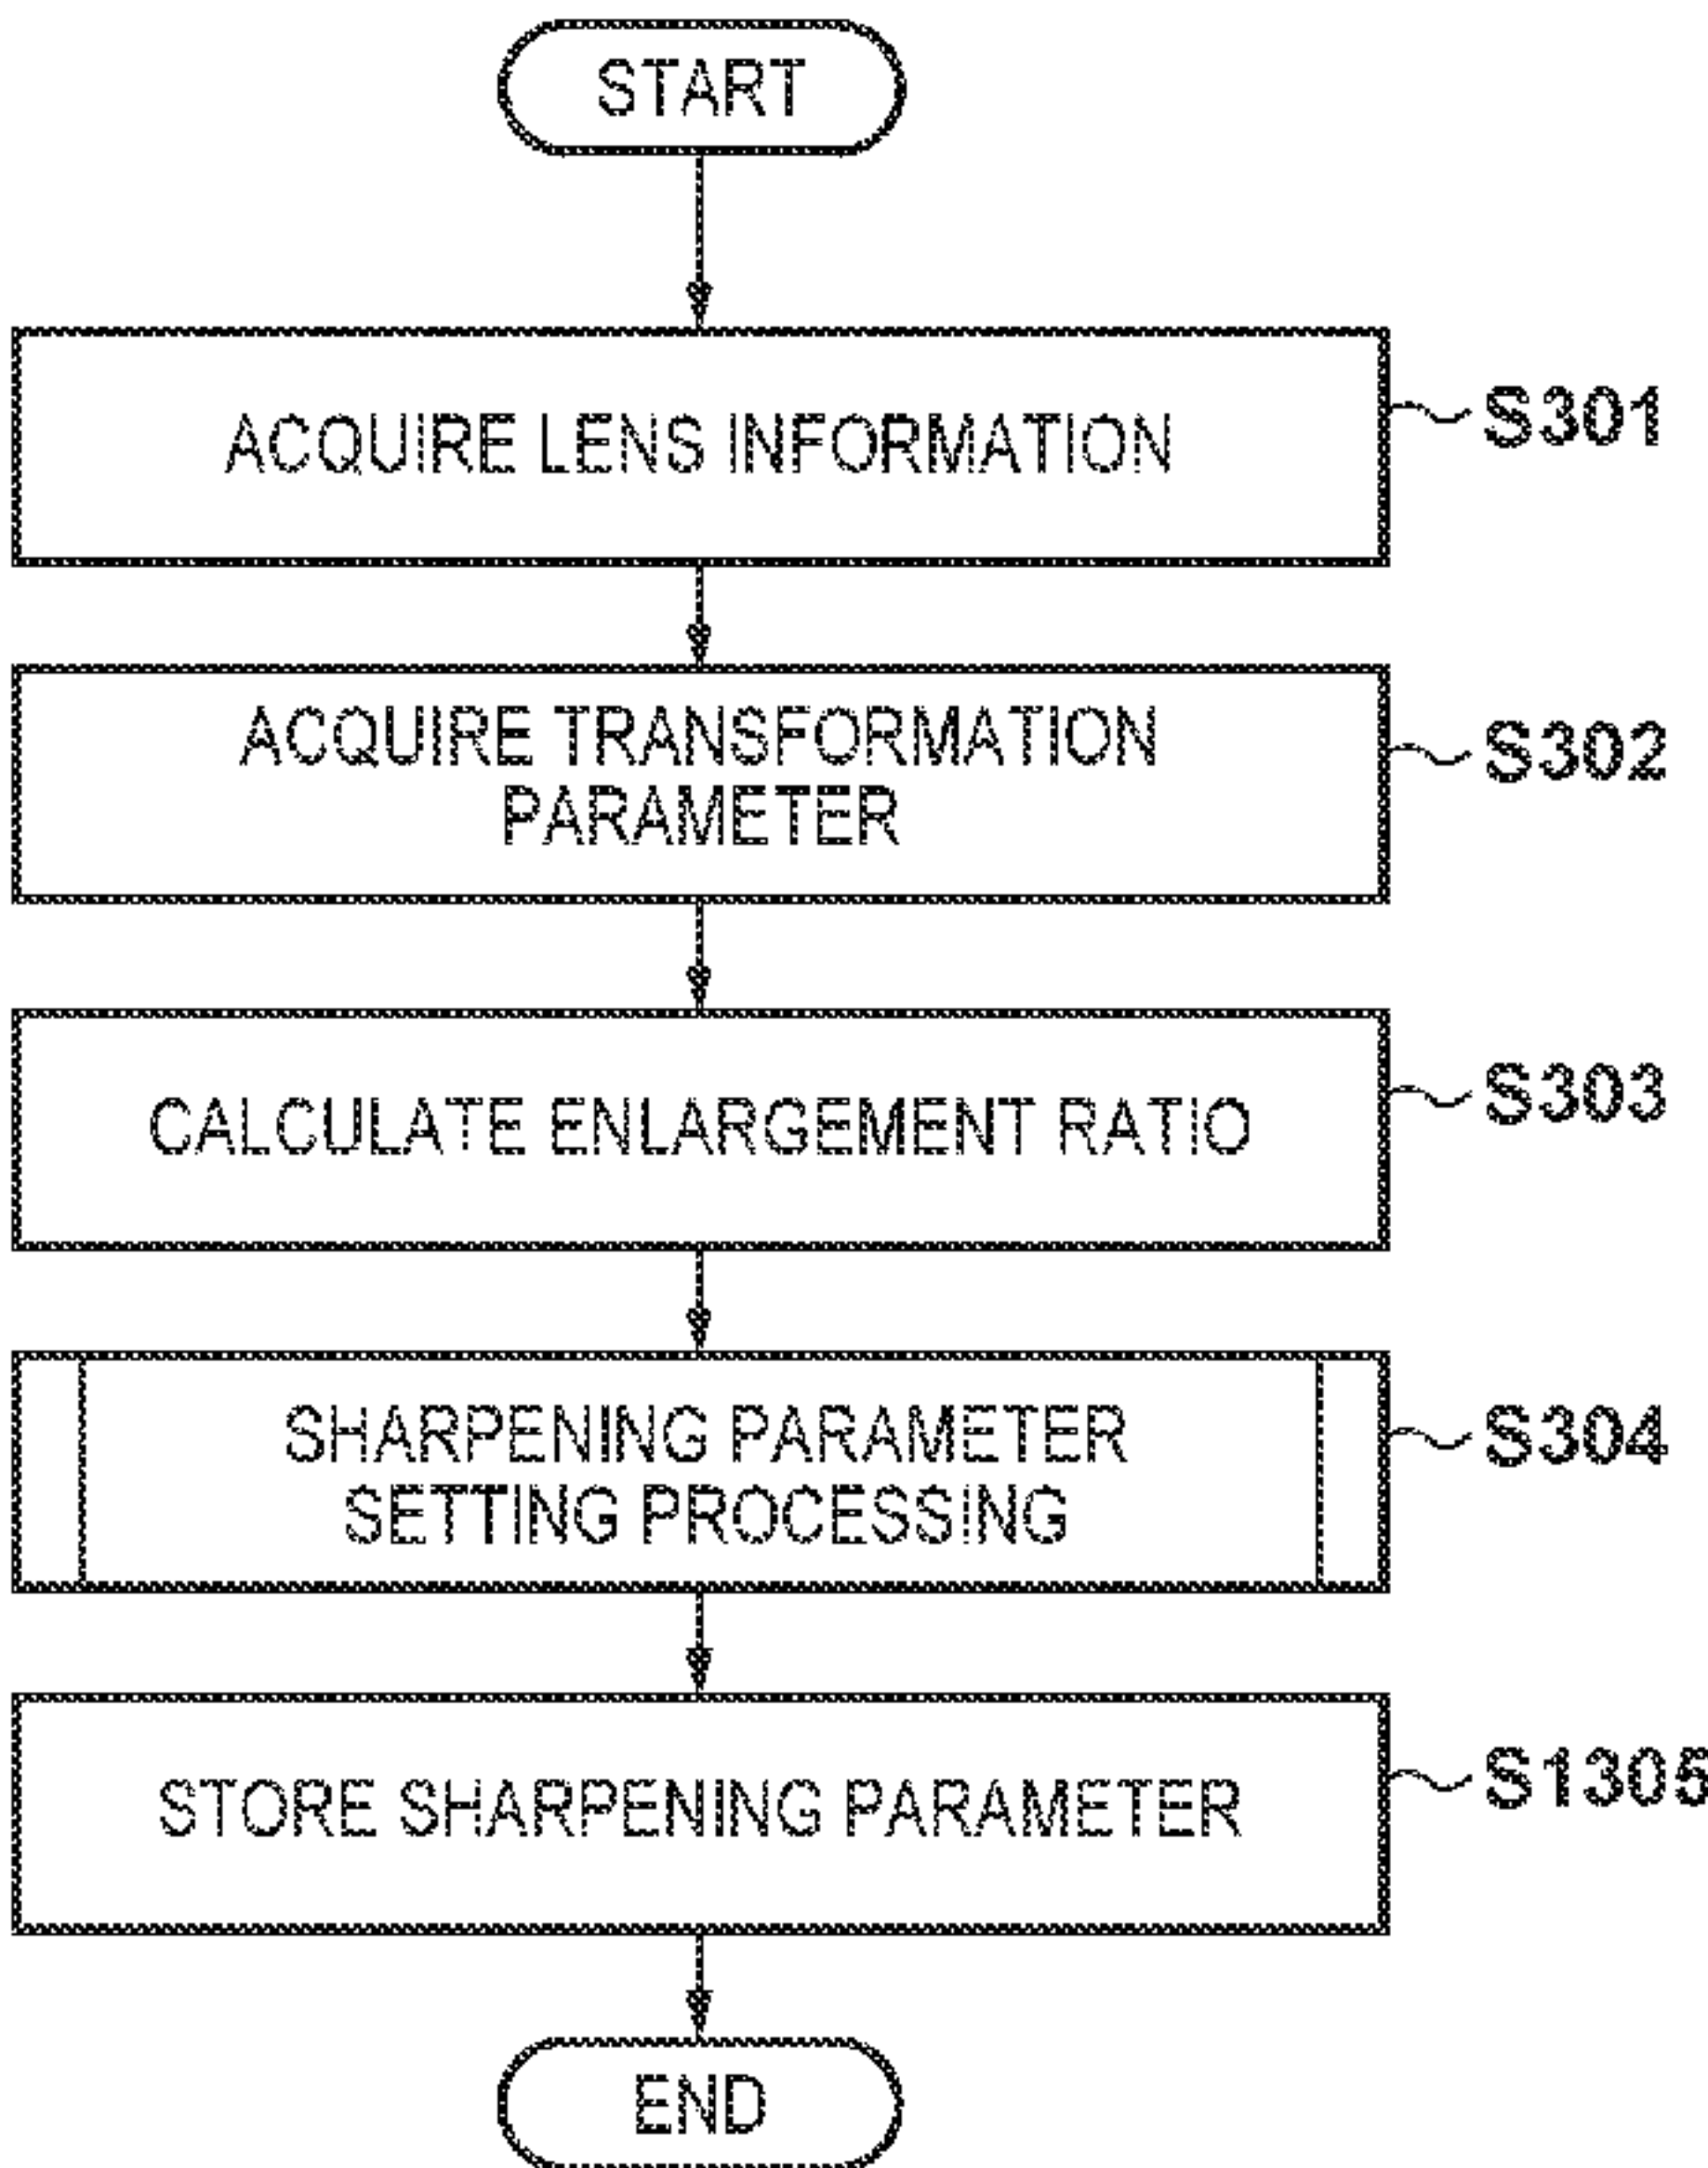 START
ACQUIRE LENS INFORMATION
S301
ACQUIRE TRANSFORMATION
PARAMETER
S302
CALCULATE ENLARGEMENT RATIO
S303
SHARPENING PARAMETER
SETTING PROCESSING
S304
STORE SHARPENING PARAMETER
S1305
END